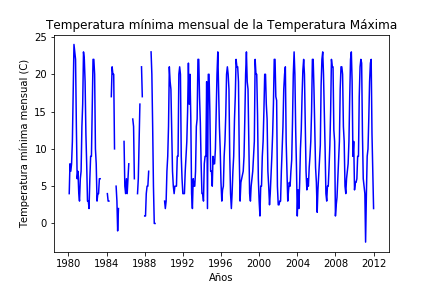 Temperatura mínima mensual de la Temperatura Máxima
Temperatura mínima mensual (C)
25
20
15
10
5
0
1980 1984 1988 1992 1996 2000 2004 2008 2012
Años